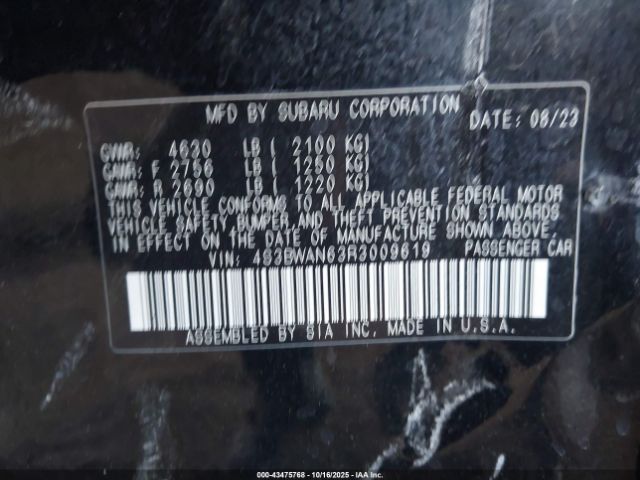 MFD BY SUBARU CORPORATION DATE: 08/23
GVWR: 4630 LB ( 2100 KG)
GAWR: F 2756 LB ( 1250 KG)
GAWR: R 2690 LB ( 1220 KG)
THIS VEHICLE CONFORMS TO ALL APPLICABLE FEDERAL MOTOR
VEHICLE SAFETY BUMPER, AND THEFT PREVENTION STANDARDS
IN EFFECT ON THE DATE OF MANUFACTURE SHOWN ABOVE.
VIN: 4S3BWAN63R3009619 PASSENGER CAR
ASSEMBLED BY SIA INC. MADE IN U.S.A.
000-43475768 - 10/16/2025 - IAA Inc.